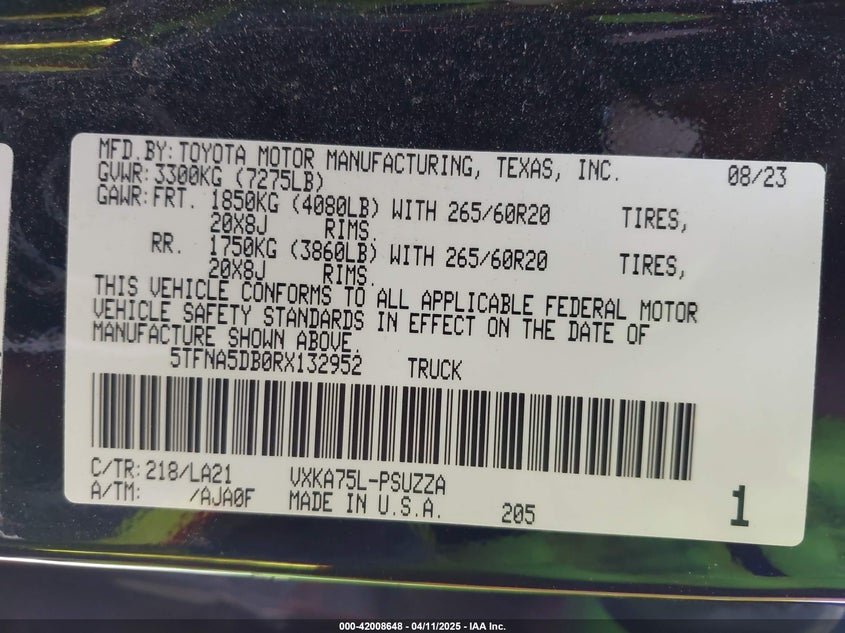 MFD.BY:TOYOTA MOTOR MANUFACTURING, TEXAS, INC. 08/23
GVWR:3300KG (7275LB)
GAWR:FRT. 1850KG (4080LB) WITH 265/60R20 TIRES,
20X8J RIMS.
RR. 1750KG (3860LB) WITH 265/60R20 TIRES,
20X8J RIMS.
THIS VEHICLE CONFORMS TO ALL APPLICABLE FEDERAL MOTOR
VEHICLE SAFETY STANDARDS IN EFFECT ON THE DATE OF
MANUFACTURE SHOWN ABOVE.
5TFNA5DB0RX132952 TRUCK
C/TR:218/LA21 VXKA75L-PSUZZA
A/TM: /AJA0F MADE IN U.S.A. 205 1
000-42008648 - 04/11/2025 - IAA Inc.